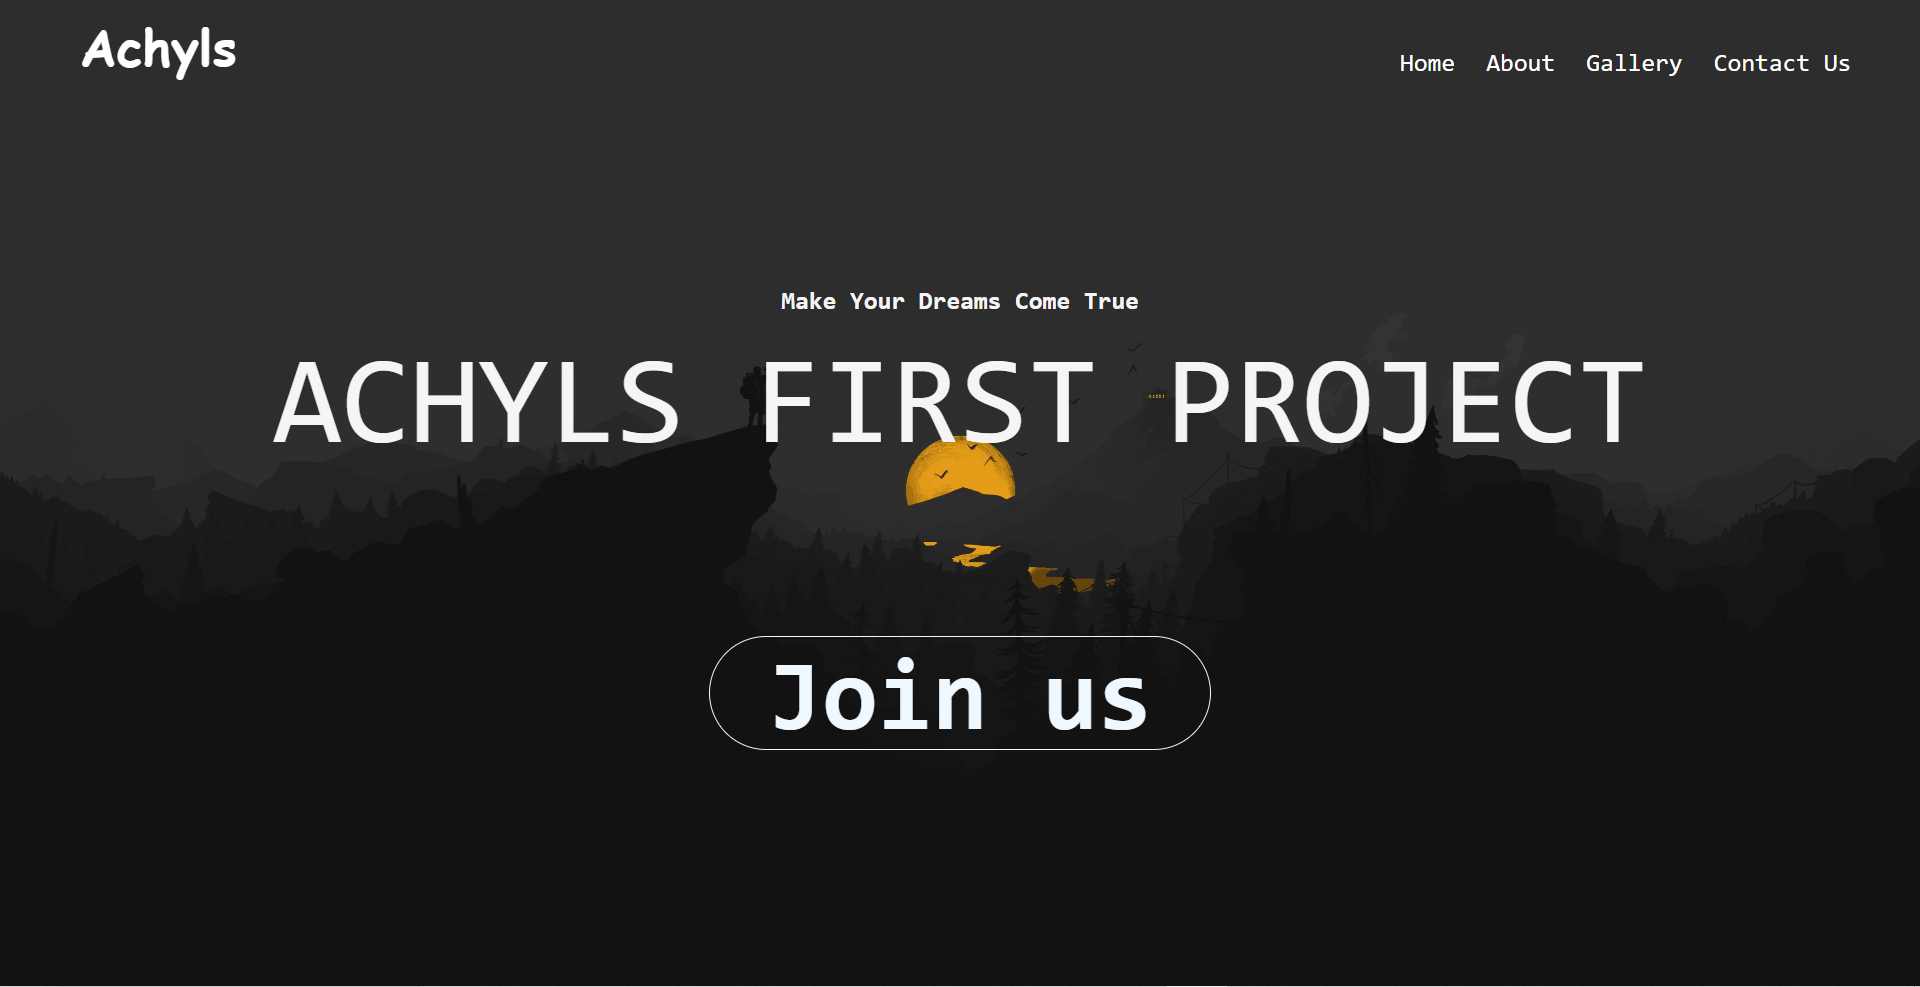 Achyls
Home About Gallery Contact Us
Make Your Dreams Come True
ACHYLS FIRST PROJECT
Join us